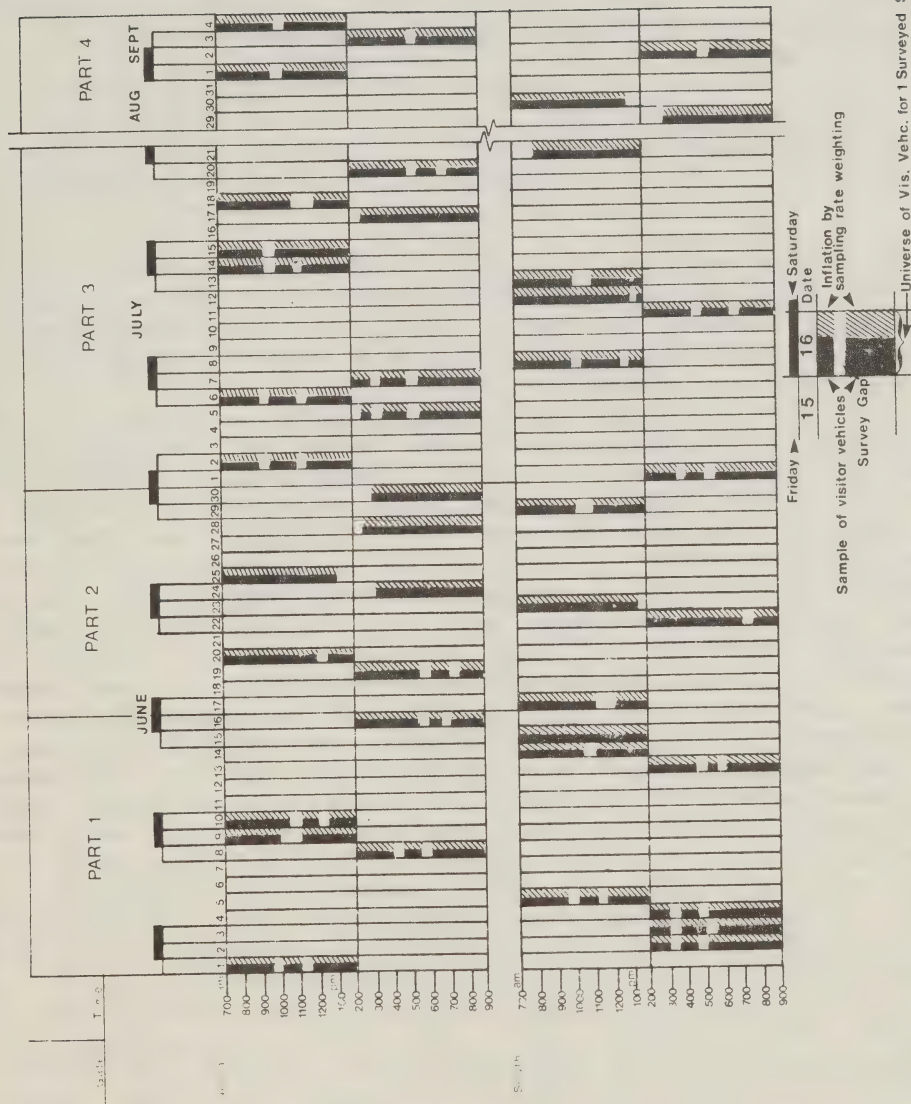 PART 1
PART 2
PART 3
PART 4
JUNE
JULY
AUG
SEPT
1 2 3 4 5 6 7 8 9 10 11 12 13 14 15 16 17 18 19 20 21 22 23 24 25 26 27 28 29 30 1 2 3 4 5 6 7 8 9 10 11 12 13 14 15 16 17 18 19 20 21 29 30 31 1 2 3 4
700
800
900
1000
1100
1200
pm
200
300
400
500
600
700
800
900
am
700
800
900
1000
1100
1200
100 pm
200
300
400
500
600
700
800
900
Friday ► ◄ Saturday
15 16 Date
Sample of visitor vehicles
Inflation by
sampling rate weighting
Survey Gap
Universe of Vis. Vehc. for 1 Surveyed